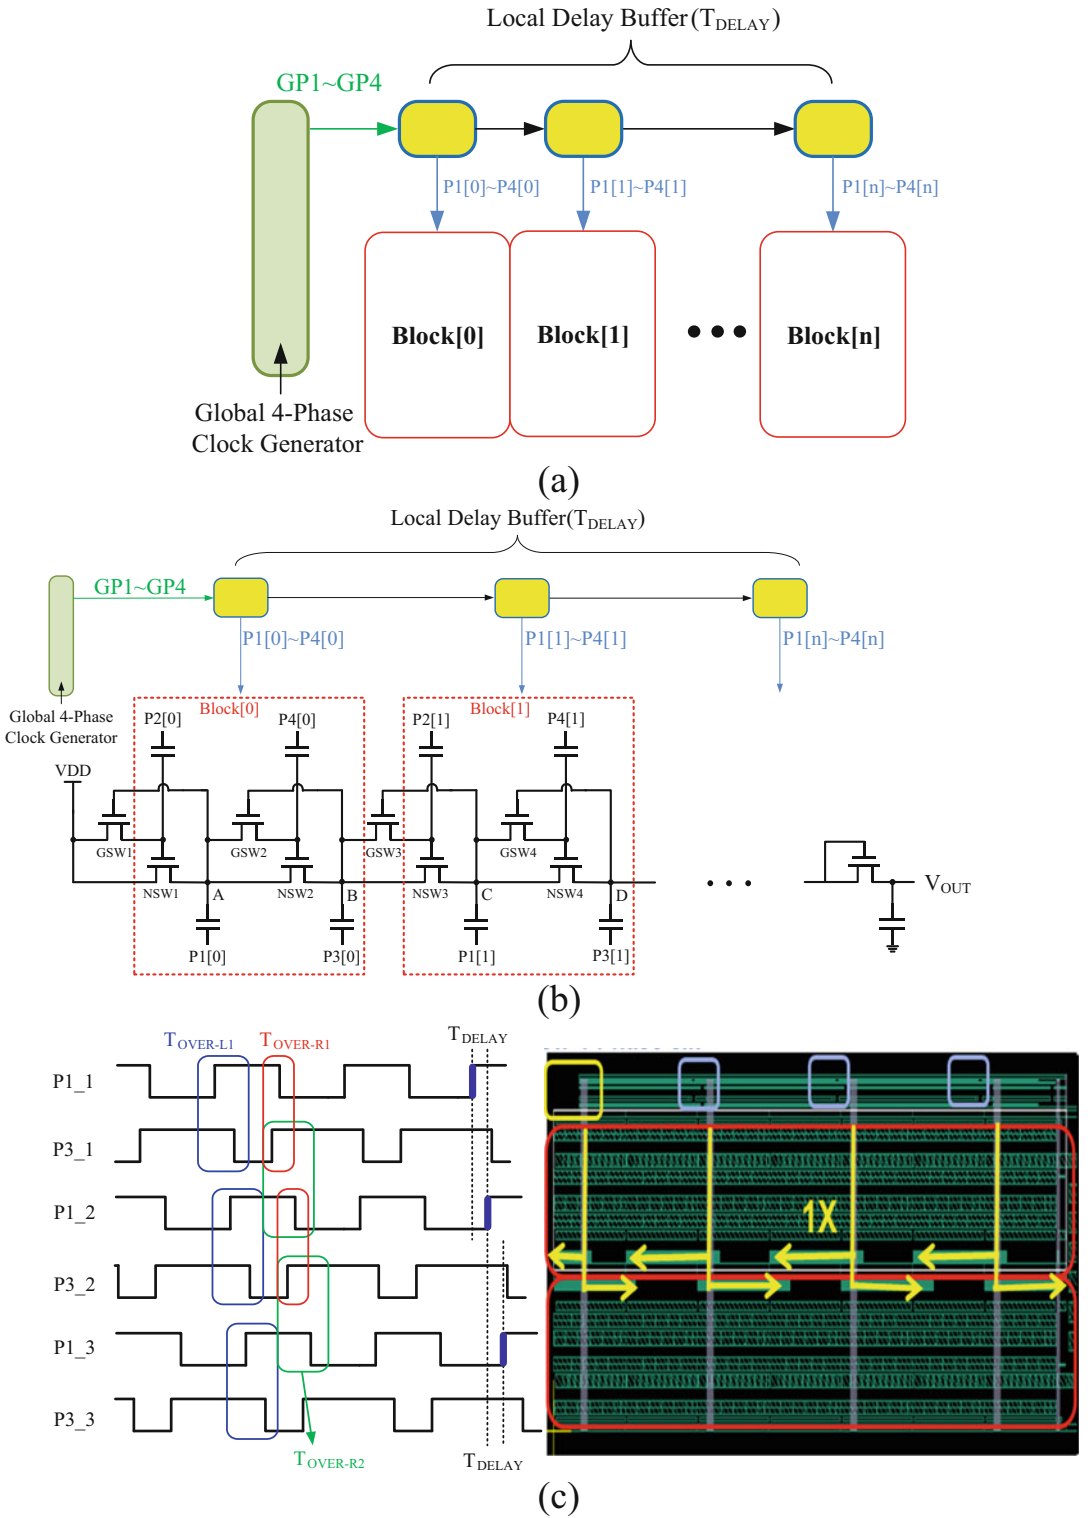 Local Delay Buffer(TDELAY)
GP1~GP4
P1[0]~P4[0]
P1[1]~P4[1]
P1[n]~P4[n]
Block[0]
Block[1]
Block[n]
Global 4-Phase
Clock Generator
(a)
Local Delay Buffer(TDELAY)
GP1~GP4
P1[0]~P4[0]
P1[1]~P4[1]
P1[n]~P4[n]
Global 4-Phase
Clock Generator
Block[0]
Block[1]
P2[0]
P4[0]
P2[1]
P4[1]
VDD
GSW1
GSW2
GSW3
GSW4
NSW1
A
NSW2
B
NSW3
C
NSW4
D
VOUT
P1[0]
P3[0]
P1[1]
P3[1]
(b)
TOVER-L1
TOVER-R1
TDELAY
P1_1
P3_1
P1_2
P3_2
P1_3
P3_3
TOVER-R2
TDELAY
1X
(c)